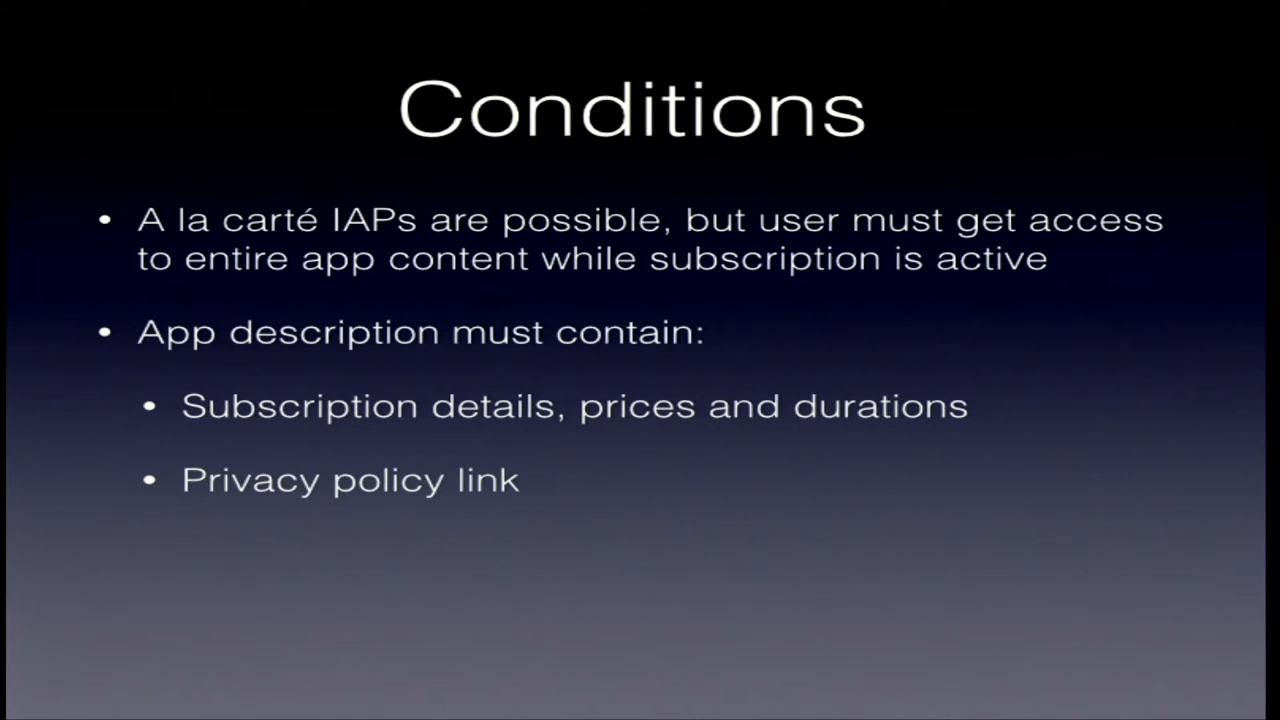 Conditions
• A la carté IAPs are possible, but user must get access
to entire app content while subscription is active
• App description must contain:
• Subscription details, prices and durations
• Privacy policy link